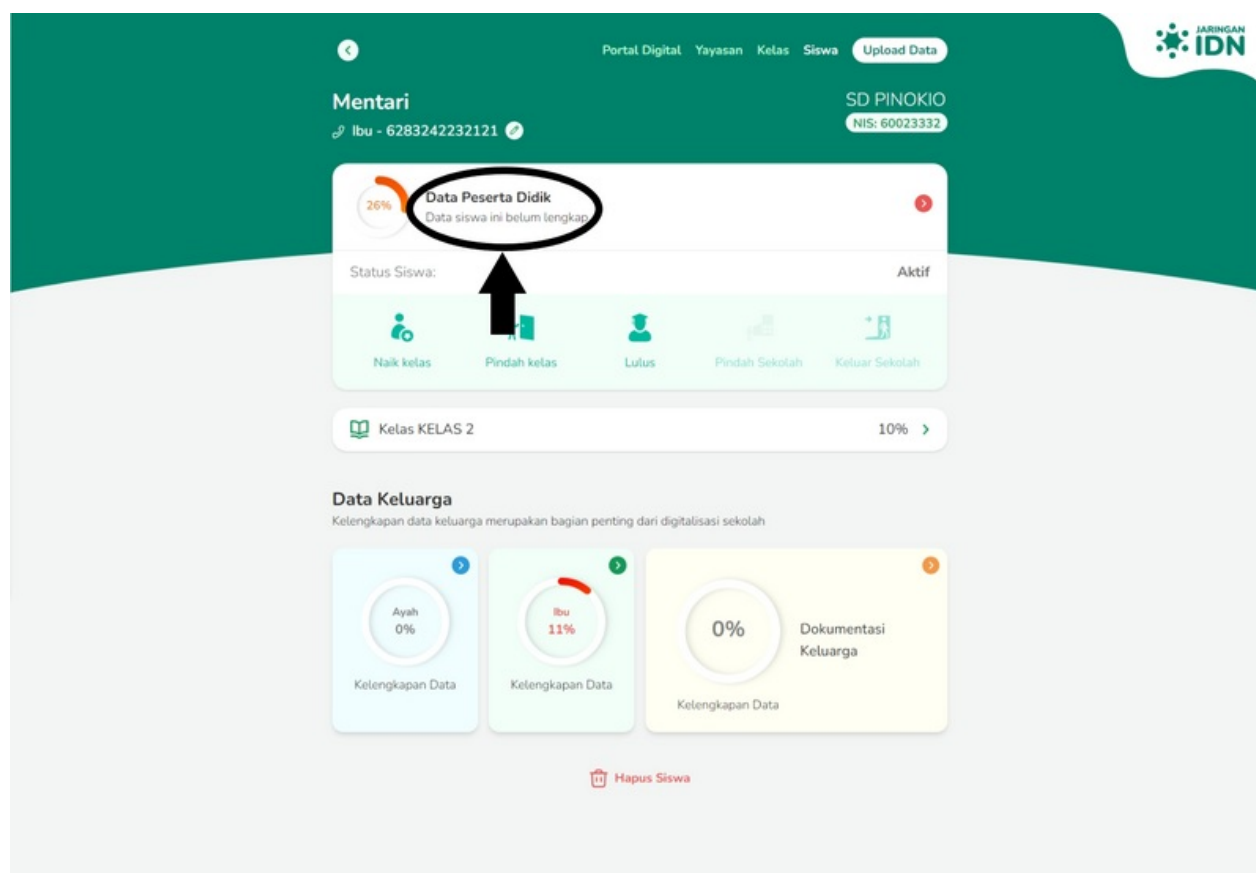 JARINGAN
IDN
Portal Digital Yayasan Kelas Siswa Upload Data
Mentari
SD PINOKIO
Ibu - 6283242232121
NIS: 60023332
26%
Data Peserta Didik
Data siswa ini belum lengkap
Status Siswa:
Aktif
Naik kelas
Pindah kelas
Lulus
Pindah Sekolah
Keluar Sekolah
Kelas KELAS 2
10%
Data Keluarga
Kelengkapan data keluarga merupakan bagian penting dari digitalisasi sekolah
Ayah
0%
Kelengkapan Data
Ibu
11%
Kelengkapan Data
0%
Dokumentasi
Keluarga
Kelengkapan Data
Hapus Siswa